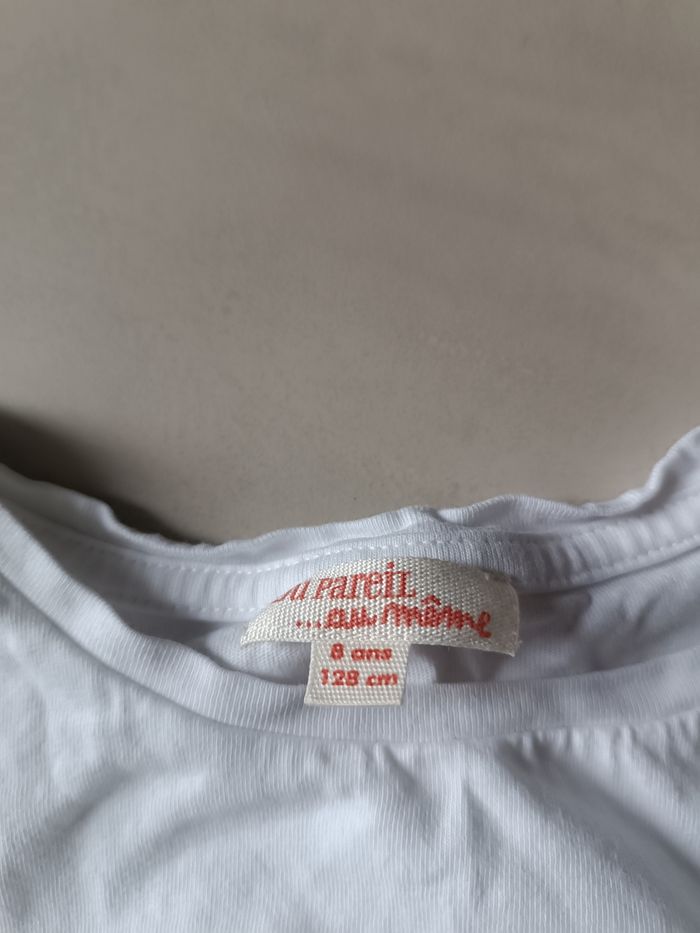 Pareil
...au même
8 ans
128 cm